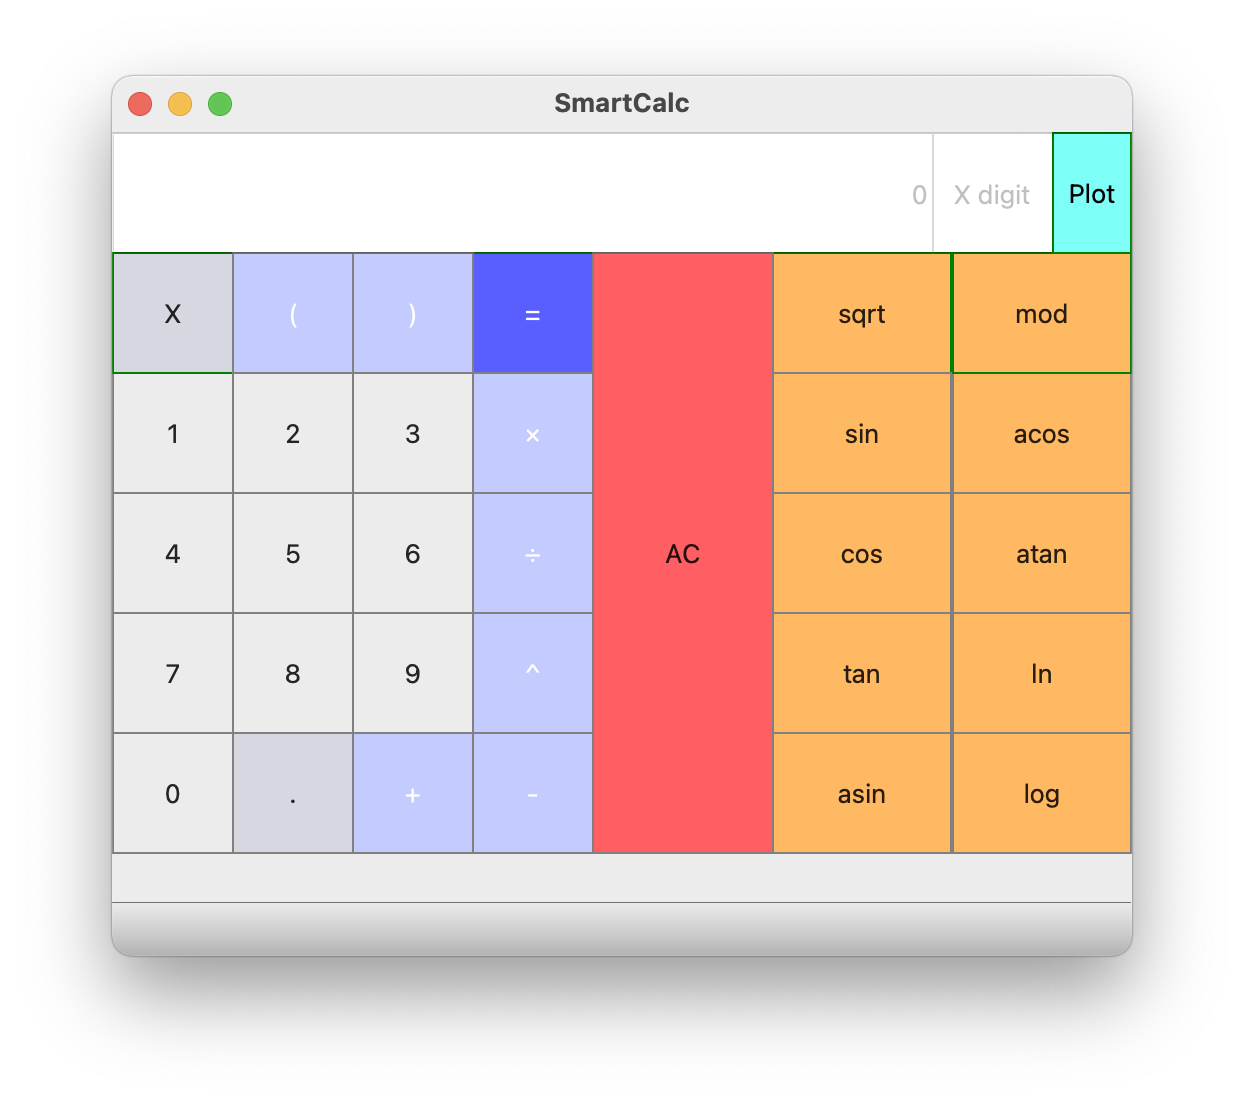 SmartCalc
0 X digit Plot
X ( ) = sqrt mod
1 2 3 × sin acos
4 5 6 ÷ AC cos atan
7 8 9 ^ tan ln
0 . + - asin log